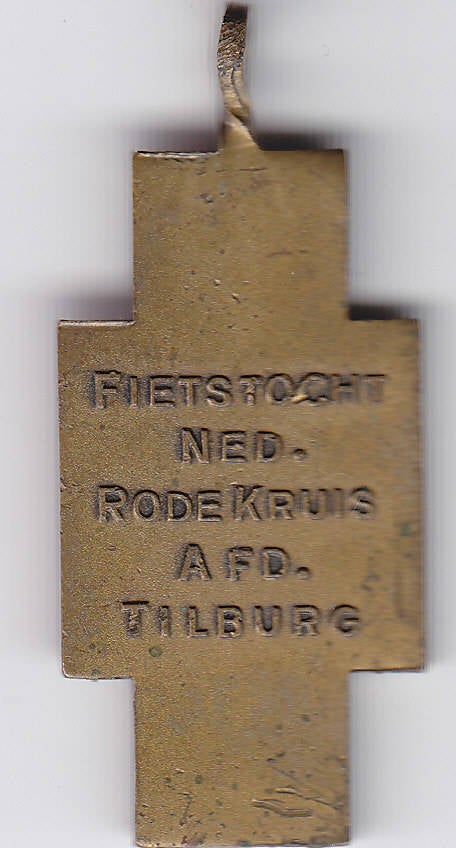 FIETSTOCHT
NED.
RODE KRUIS
AFD.
TILBURG